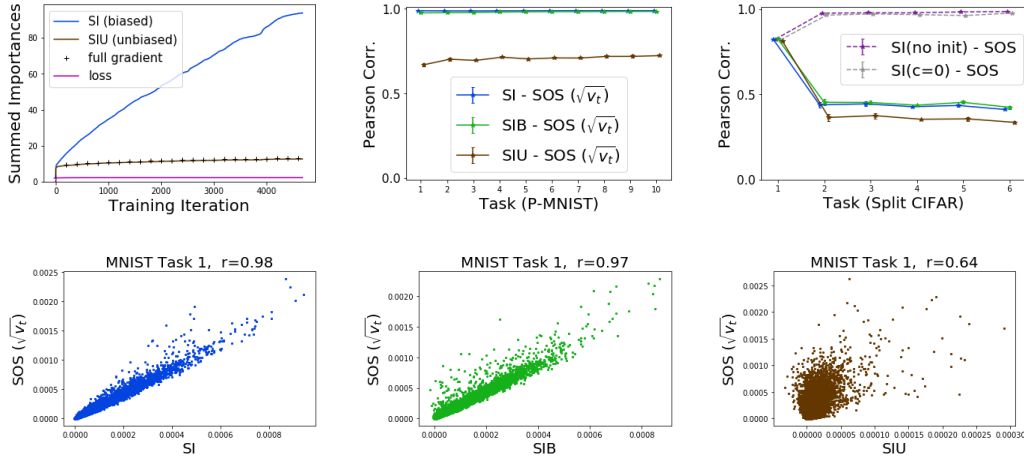 Summed Importances
80
60
40
20
0
SI (biased)
SIU (unbiased)
full gradient
loss
0
1000
2000
3000
4000
Training Iteration
Pearson Corr.
1.0
0.5
0.0
SI - SOS (√v_t)
SIB - SOS (√v_t)
SIU - SOS (√v_t)
1 2 3 4 5 6 7 8 9 10
Task (P-MNIST)
Pearson Corr.
1.0
0.5
0.0
SI(no init) - SOS
SI(c=0) - SOS
1 2 3 4 5 6
Task (Split CIFAR)
MNIST Task 1, r=0.98
SOS (√v_t)
0.0025
0.0020
0.0015
0.0010
0.0005
0.0000
0.0000 0.0002 0.0004 0.0006 0.0008
SI
MNIST Task 1, r=0.97
SOS (√v_t)
0.0020
0.0015
0.0010
0.0005
0.0000
0.0000 0.0002 0.0004 0.0006 0.0008
SIB
MNIST Task 1, r=0.64
SOS (√v_t)
0.0025
0.0020
0.0015
0.0010
0.0005
0.0000
0.00000 0.00005 0.00010 0.00015 0.00020 0.00025 0.00030
SIU